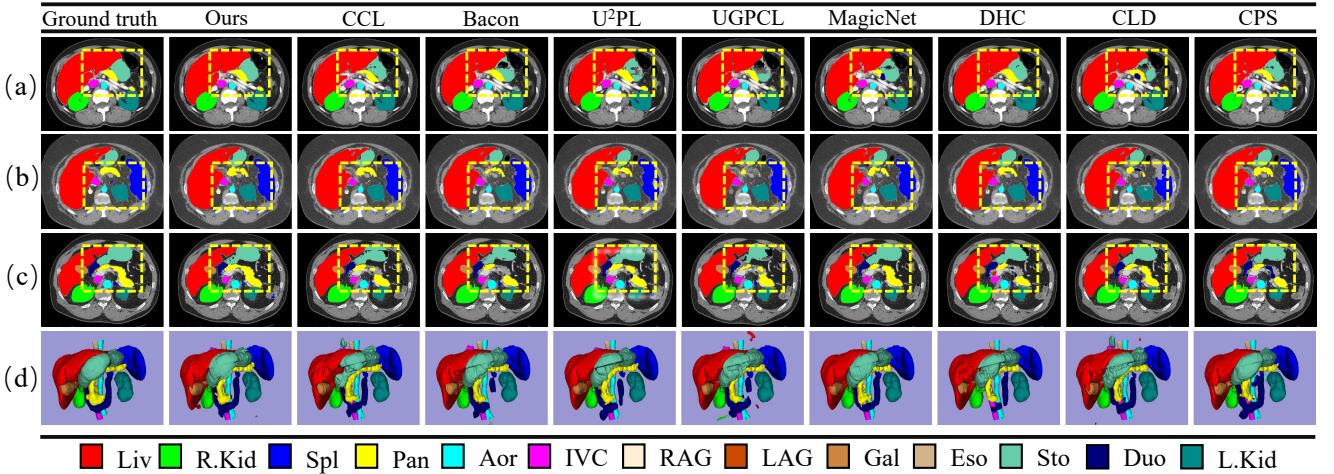 Ground truth Ours CCL Bacon U²PL UGPCL MagicNet DHC CLD CPS
(a)
(b)
(c)
(d)
Liv R.Kid Spl Pan Aor IVC RAG LAG Gal Eso Sto Duo L.Kid